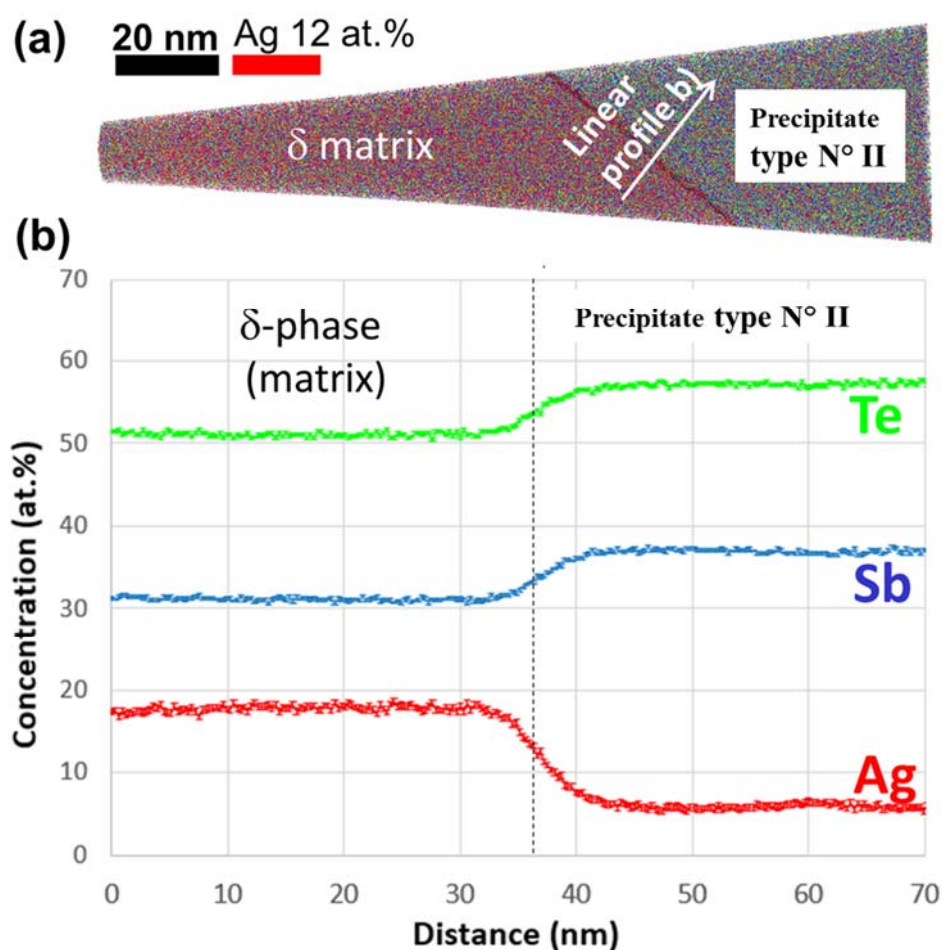 (a)
20 nm Ag 12 at.%
δ matrix
Linear
profile b)
Precipitate
type N° II
(b)
70
60
50
40
30
20
10
0
δ-phase
(matrix)
Precipitate type N° II
Te
Sb
Ag
Concentration (at.%)
0 10 20 30 40 50 60 70
Distance (nm)